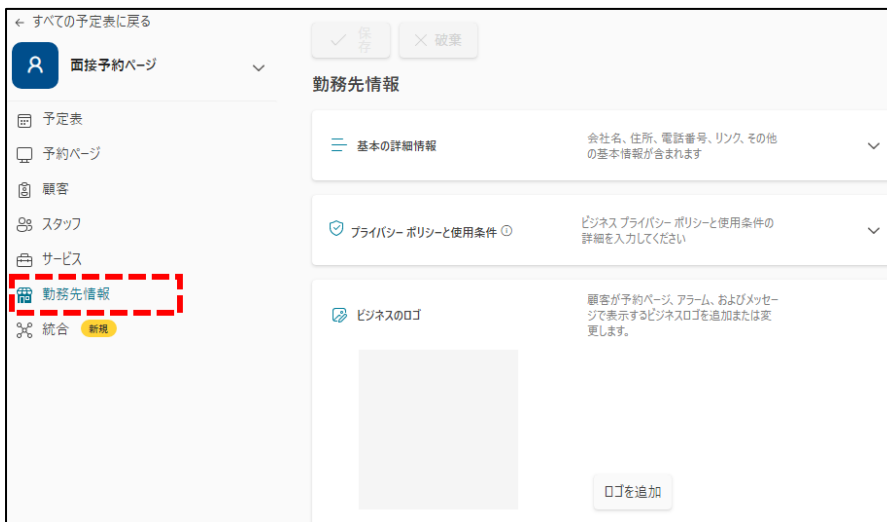 ← すべての予定表に戻る
面接予約ページ
予定表
予約ページ
顧客
スタッフ
サービス
勤務先情報
統合 新規
保存
破棄
勤務先情報
基本の詳細情報
会社名、住所、電話番号、リンク、その他
の基本情報が含まれます
プライバシー ポリシーと使用条件
ビジネス プライバシー ポリシーと使用条件の
詳細を入力してください
ビジネスのロゴ
顧客が予約ページ、アラーム、およびメッセー
ジで表示するビジネスロゴを追加または変
更します。
ロゴを追加